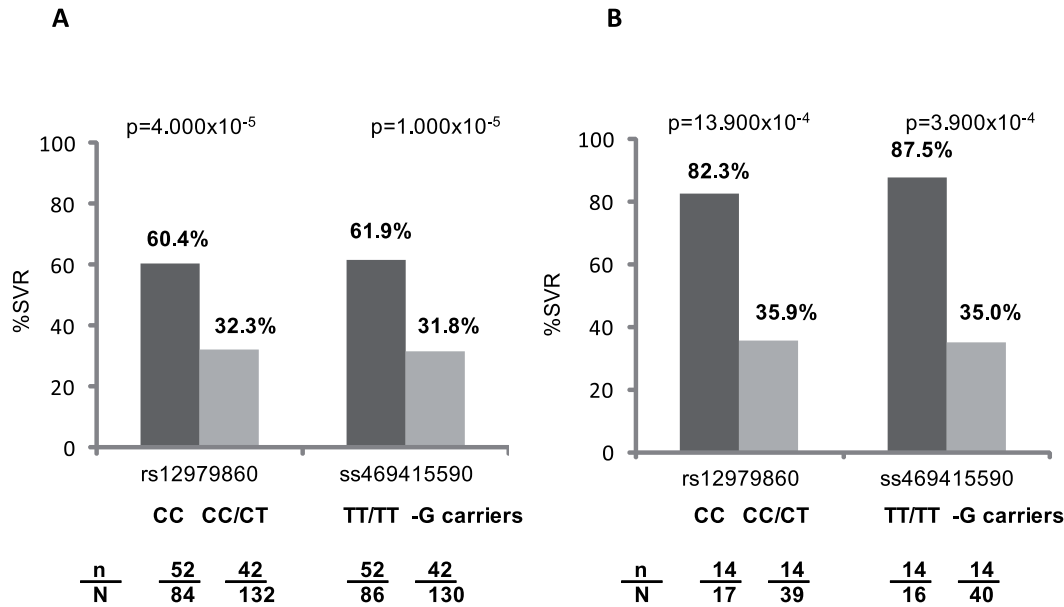 A
B
p=4.000x10-5
p=1.000x10-5
p=13.900x10-4
p=3.900x10-4
%SVR
100
80
60
40
20
0
60.4%
32.3%
61.9%
31.8%
rs12979860
ss469415590
CC CC/CT
TT/TT -G carriers
n 52 42 52 42
N 84 132 86 130
%SVR
100
80
60
40
20
0
82.3%
35.9%
87.5%
35.0%
rs12979860
ss469415590
CC CC/CT
TT/TT -G carriers
n 14 14 14 14
N 17 39 16 40